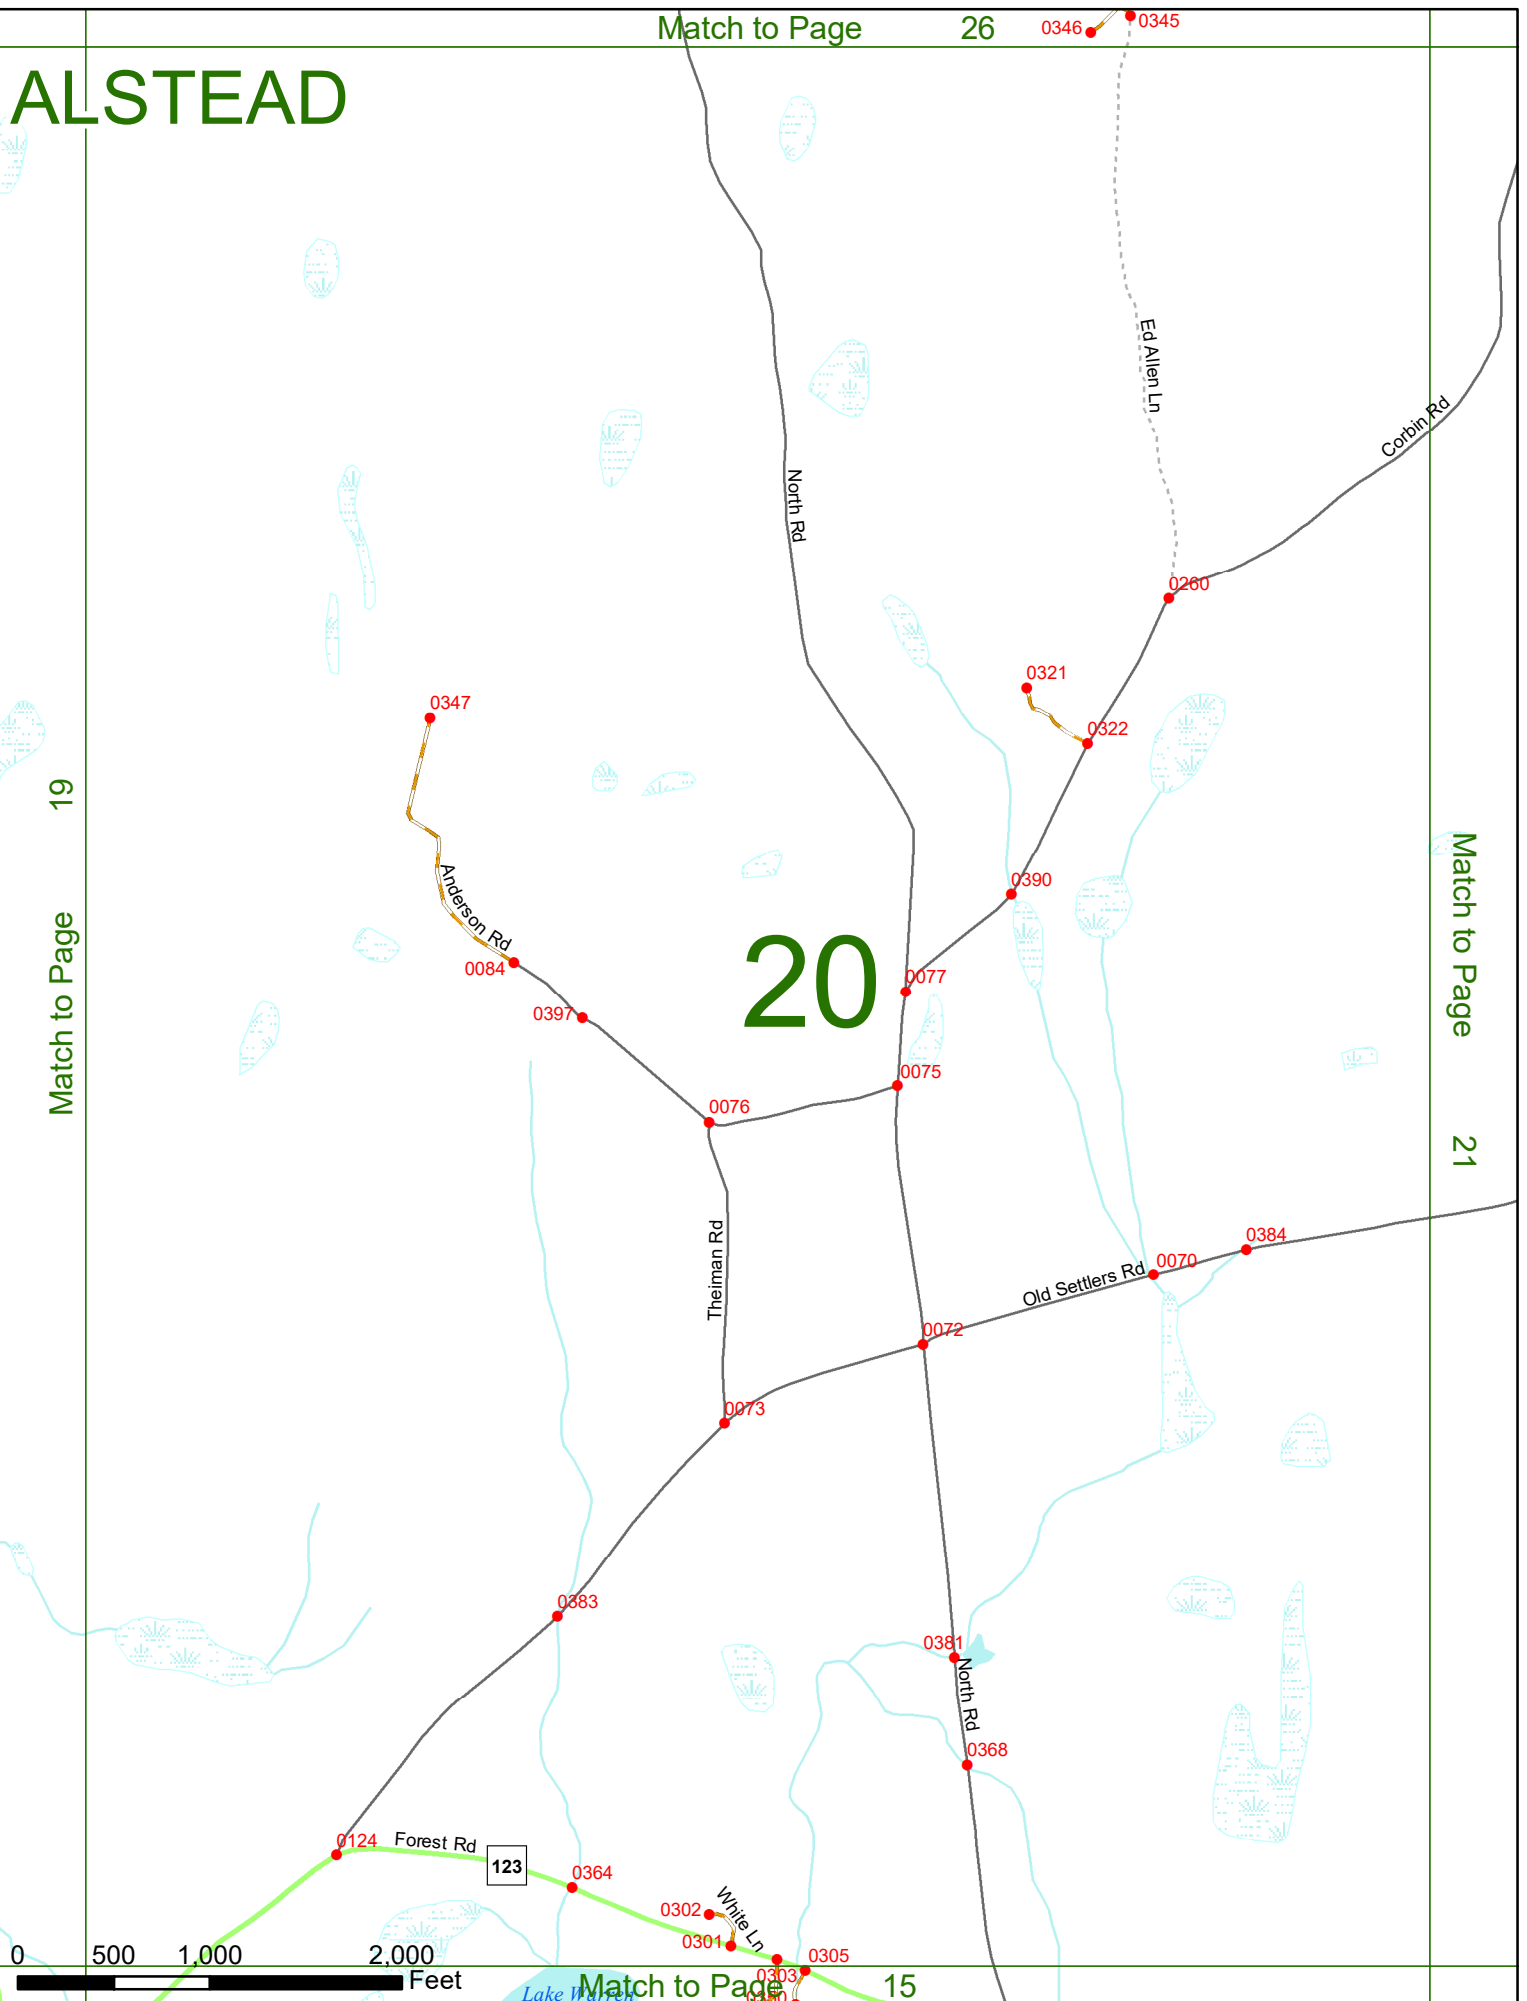 Match to Page 26
0346
0345
ALSTEAD
Ed Allen Ln
Corbin Rd
North Rd
0260
0321
0347
0322
Match to Page 19
Match to Page 21
Anderson Rd
0390
20
0084
0077
0397
0075
0076
Theiman Rd
0384
0070
Old Settlers Rd
0072
0073
0383
0381
North Rd
0368
0124
Forest Rd
123
0364
White Ln
0302
0301
0305
0303
0 500 1,000 2,000
Feet
Lake Warren
Match to Page 15